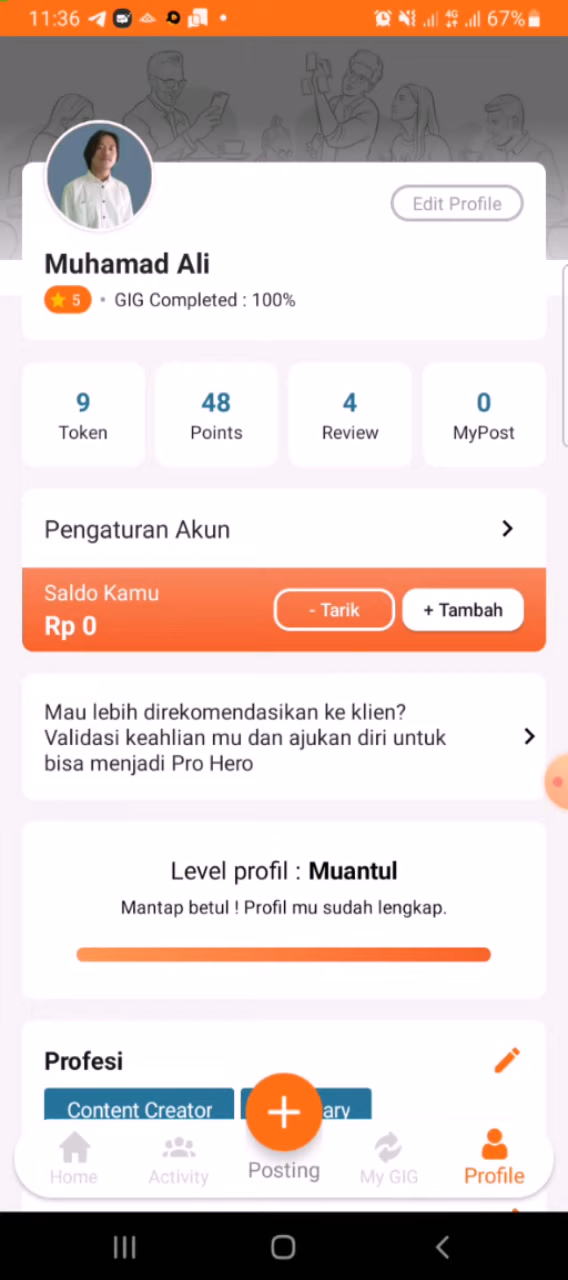 11:36
4G
67%
Edit Profile
Muhamad Ali
5 • GIG Completed : 100%
9
Token
48
Points
4
Review
0
MyPost
Pengaturan Akun
Saldo Kamu
Rp 0
- Tarik
+ Tambah
Mau lebih direkomendasikan ke klien?
Validasi keahlian mu dan ajukan diri untuk
bisa menjadi Pro Hero
Level profil : Muantul
Mantap betul ! Profil mu sudah lengkap.
Profesi
Content Creator
Home
Activity
Posting
My GIG
Profile